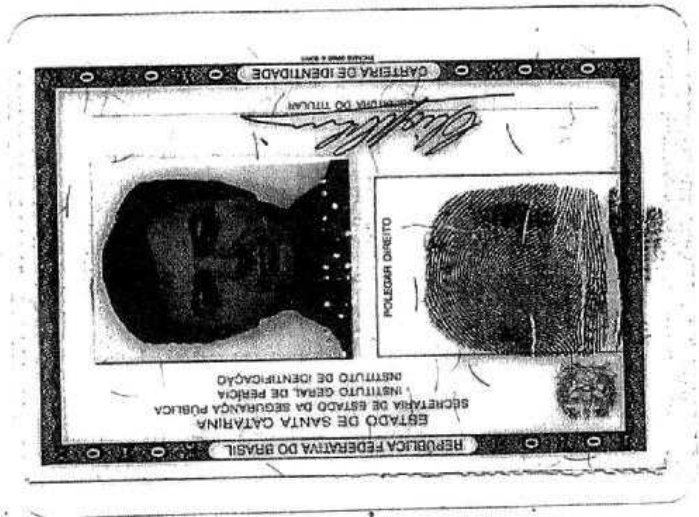 REPÚBLICA FEDERATIVA DO BRASIL
ESTADO DE SANTA CATARINA
SECRETARIA DE ESTADO DA SEGURANÇA PÚBLICA
INSTITUTO GERAL DE PERÍCIA
INSTITUTO DE IDENTIFICAÇÃO
POLEGAR DIREITO
ASSINATURA DO TITULAR
CARTEIRA DE IDENTIDADE